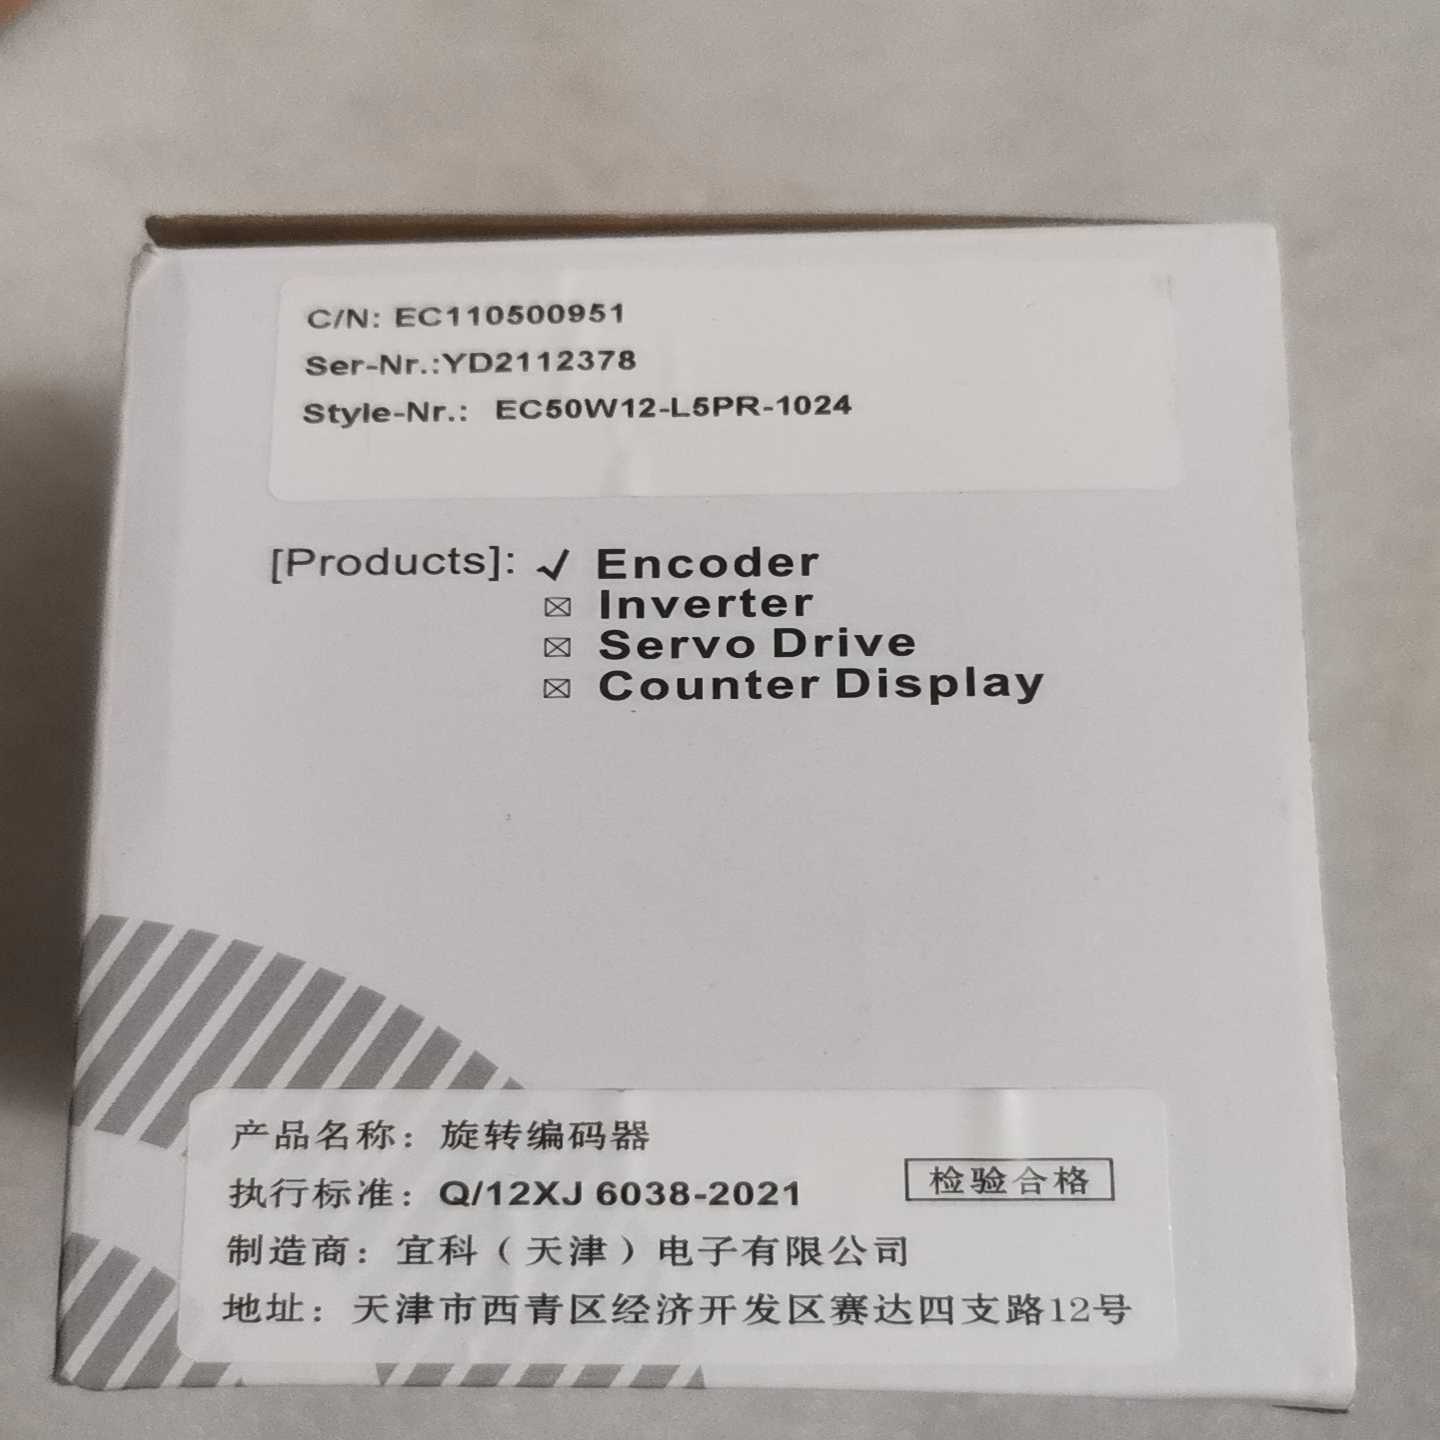 C/N: EC110500951
Ser-Nr.:YD2112378
Style-Nr.: EC50W12-L5PR-1024
[Products]: ✓ Encoder
☒ Inverter
☒ Servo Drive
☒ Counter Display
产品名称：旋转编码器
执行标准：Q/12XJ 6038-2021
检验合格
制造商：宜科（天津）电子有限公司
地址：天津市西青区经济开发区赛达四支路12号